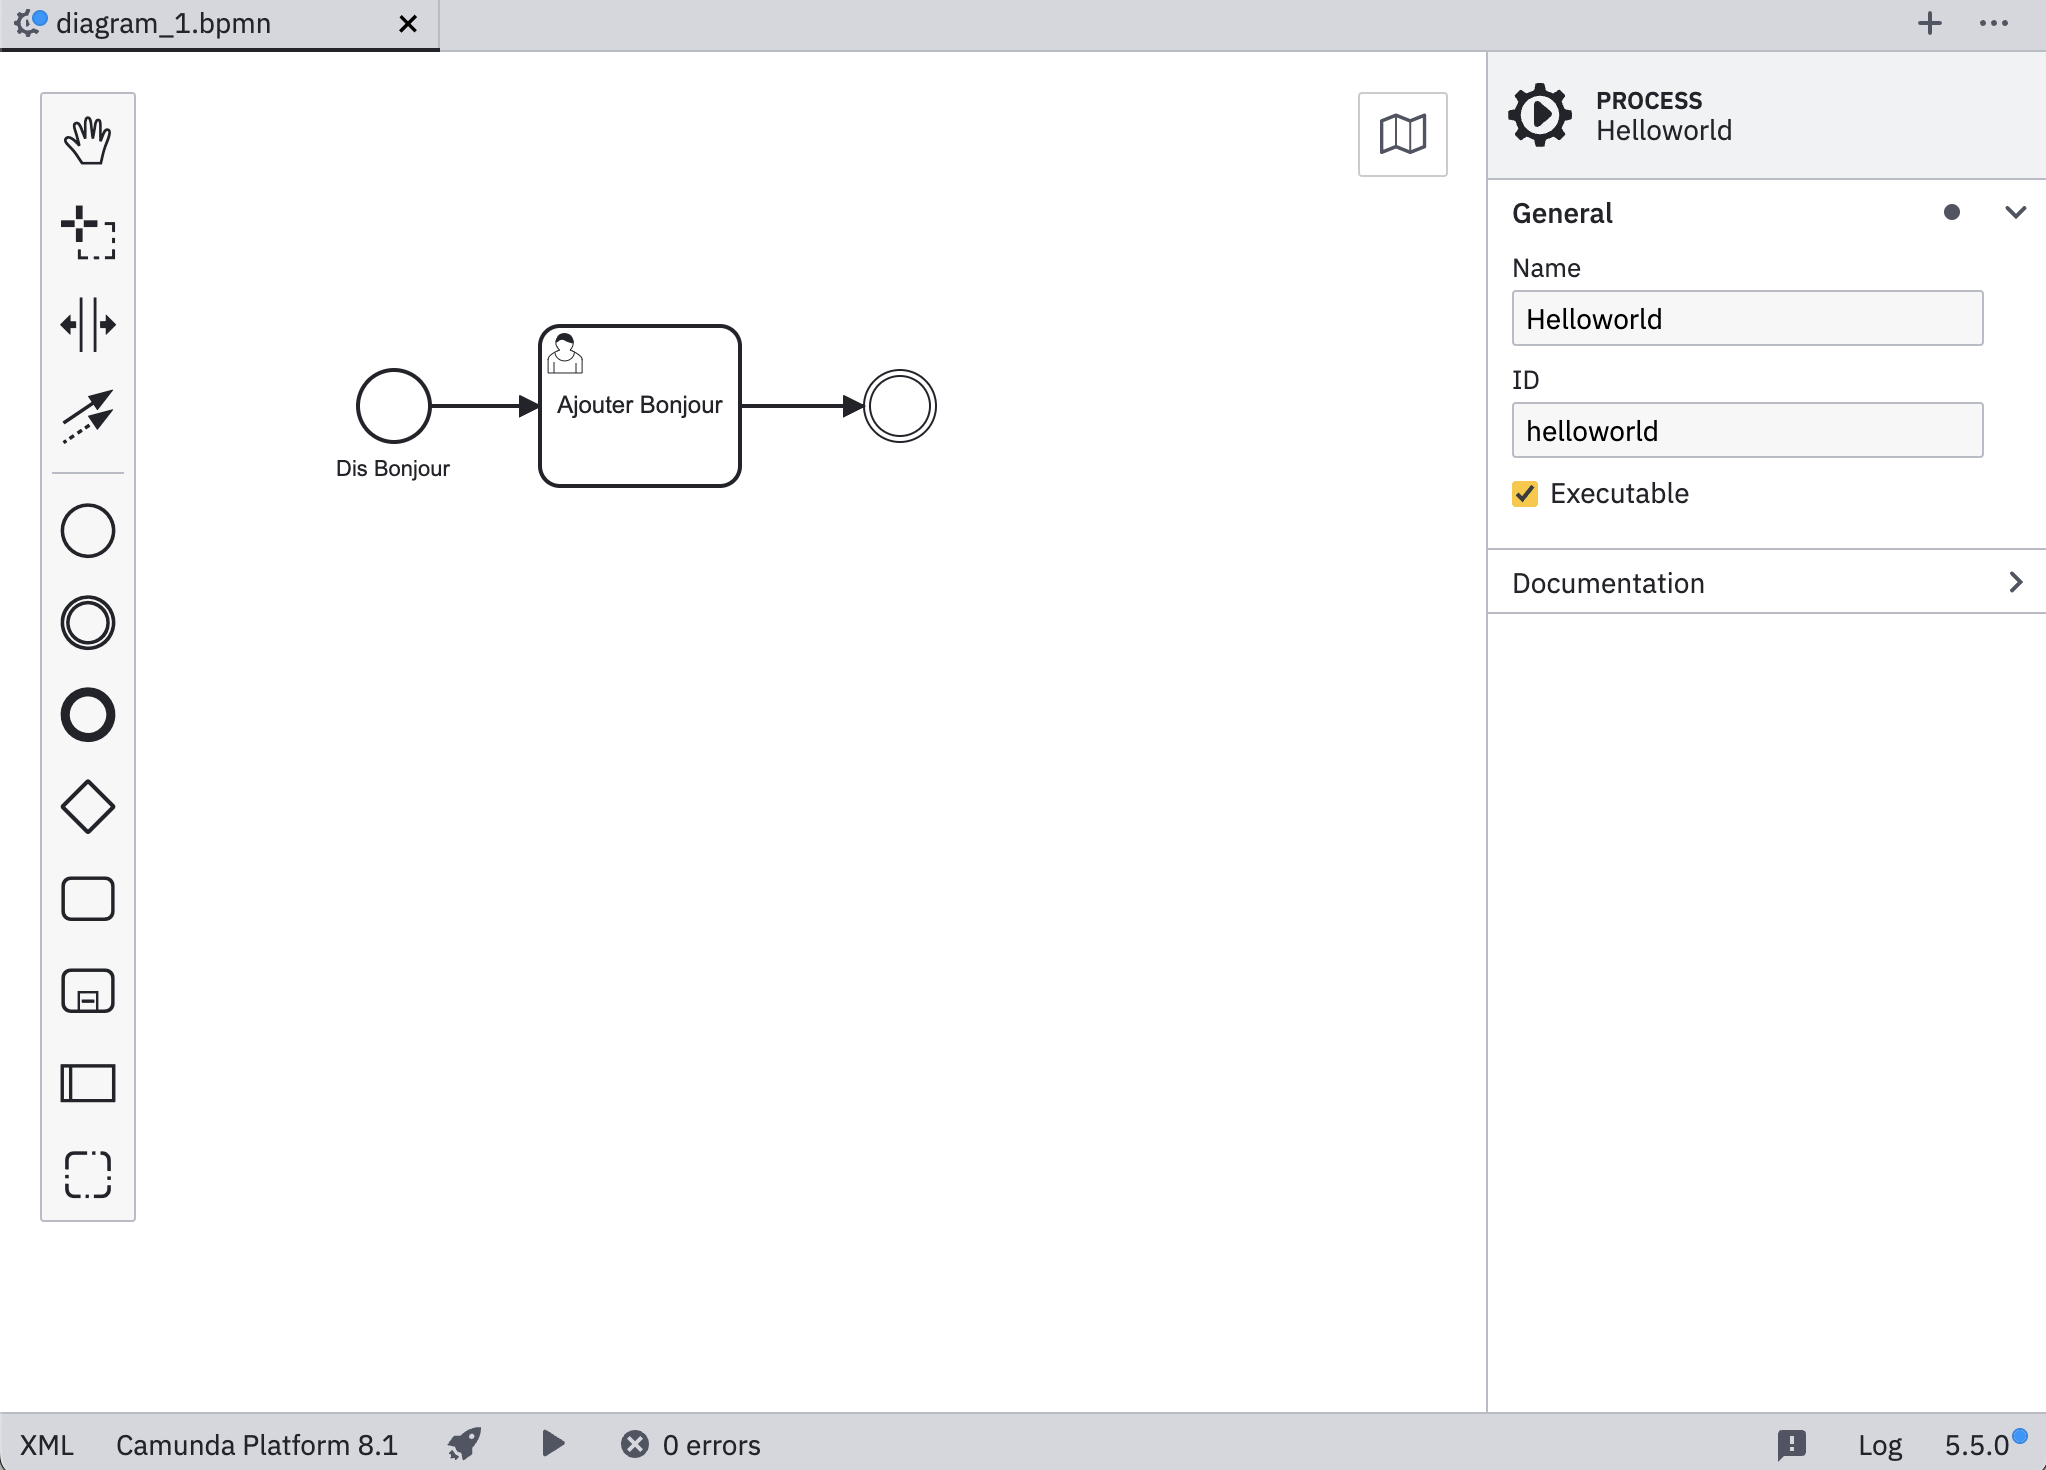 diagram_1.bpmn
PROCESS
Helloworld
General
Name
Helloworld
ID
helloworld
Executable
Documentation
Ajouter Bonjour
Dis Bonjour
XML
Camunda Platform 8.1
0 errors
Log
5.5.0